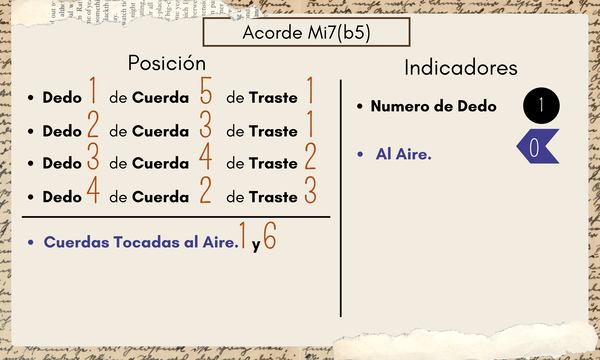 Acorde Mi7(b5)
Posición
• Dedo 1 de Cuerda 5 de Traste 1
• Dedo 2 de Cuerda 3 de Traste 1
• Dedo 3 de Cuerda 4 de Traste 2
• Dedo 4 de Cuerda 2 de Traste 3
• Cuerdas Tocadas al Aire.1 y 6
Indicadores
• Numero de Dedo 1
• Al Aire. 0